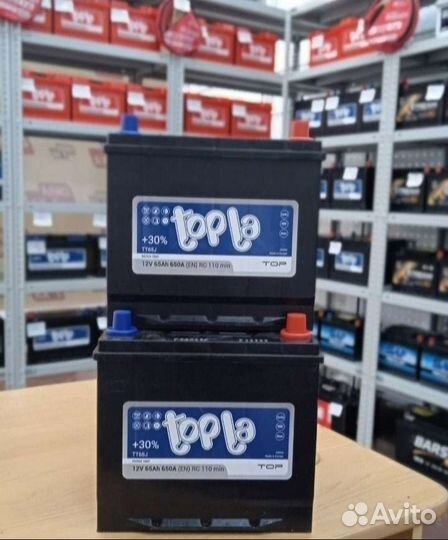 topla
+30%
TT65J
12V 65Ah 650A (EN) RC 110 min
TOP
topla
+30%
TT65J
12V 65Ah 650A (EN) RC 110 min
TOP
BARS
Avito